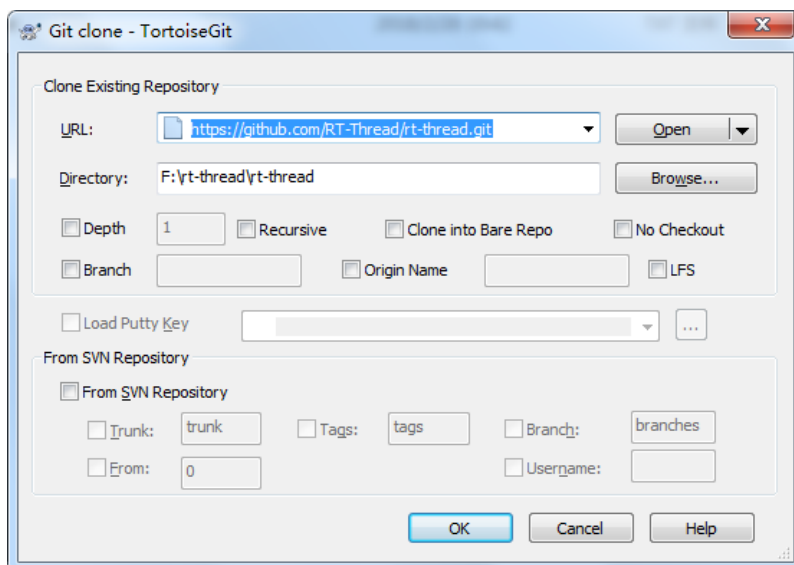 Git clone - TortoiseGit
Clone Existing Repository
URL: https://github.com/RT-Thread/rt-thread.git Open
Directory: F:\rt-thread\rt-thread Browse...
Depth 1 Recursive Clone into Bare Repo No Checkout
Branch Origin Name LFS
Load Putty Key ...
From SVN Repository
From SVN Repository
Trunk: trunk Tags: tags Branch: branches
From: 0 Username:
OK Cancel Help